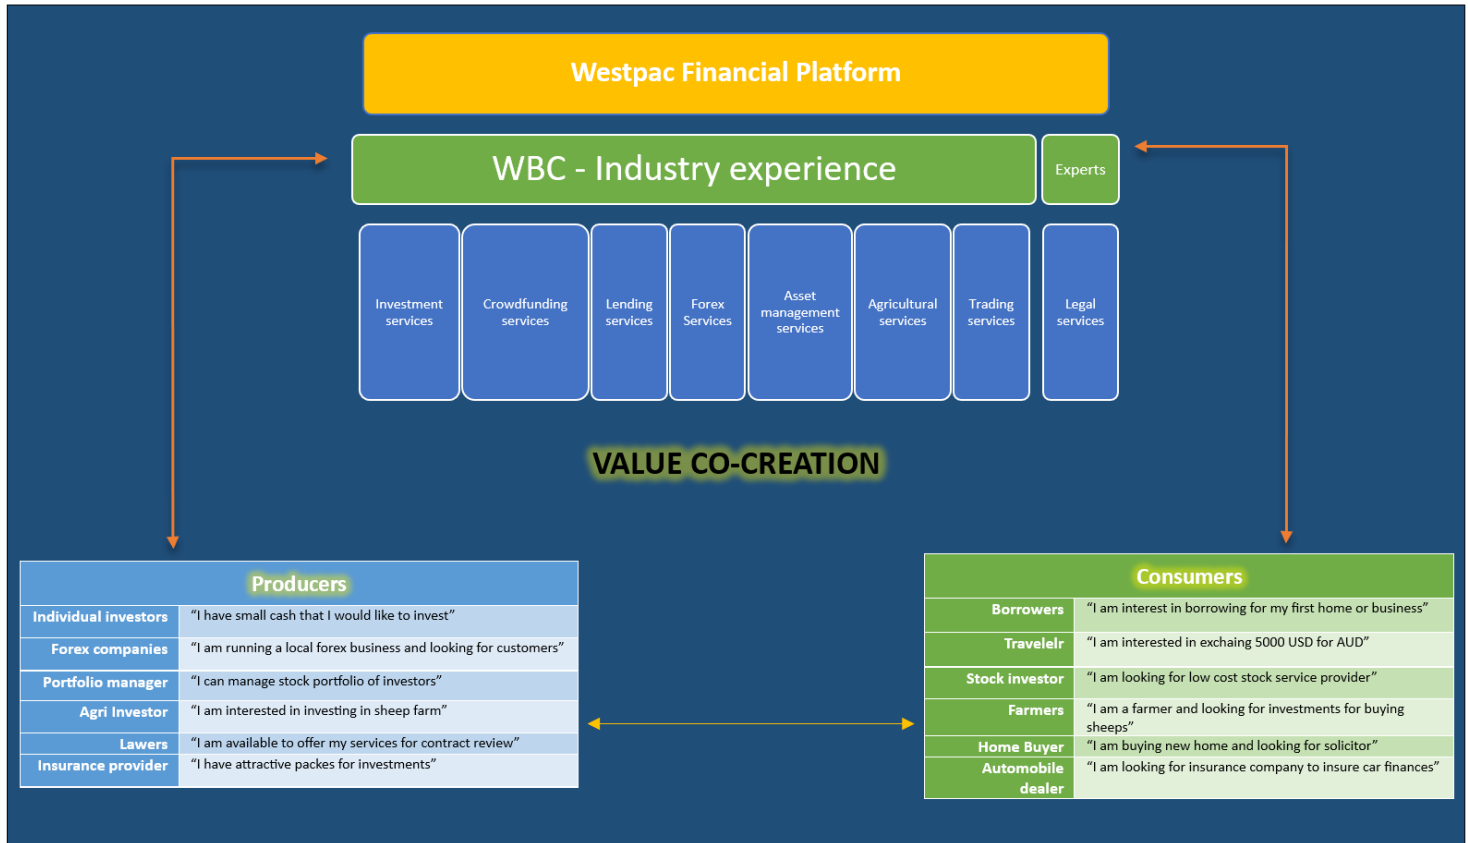 Westpac Financial Platform
WBC - Industry experience
Experts
Investment
services
Crowdfunding
services
Lending
services
Forex
Services
Asset
management
services
Agricultural
services
Trading
services
Legal
services
VALUE CO-CREATION
Producers
Individual investors “I have small cash that I would like to invest”
Forex companies “I am running a local forex business and looking for customers”
Portfolio manager “I can manage stock portfolio of investors”
Agri Investor “I am interested in investing in sheep farm”
Lawers “I am available to offer my services for contract review”
Insurance provider “I have attractive packes for investments”
Consumers
Borrowers “I am interest in borrowing for my first home or business”
Travelelr “I am interested in exchaing 5000 USD for AUD”
Stock investor “I am looking for low cost stock service provider”
Farmers “I am a farmer and looking for investments for buying
sheeps”
Home Buyer “I am buying new home and looking for solicitor”
Automobile “I am looking for insurance company to insure car finances”
dealer